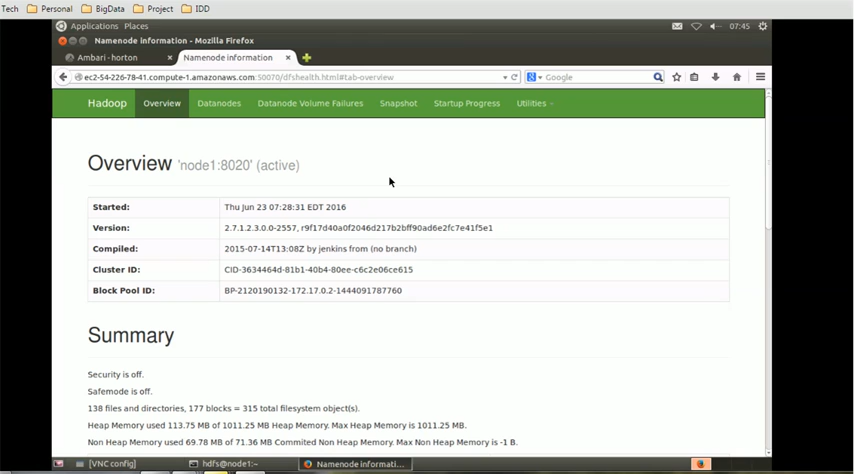 Tech Personal BigData Project IDD
Applications Places 07:45
Namenode information - Mozilla Firefox
Ambari - horton × Namenode information ×
ec2-54-226-78-41.compute-1.amazonaws.com:50070/dfshealth.html#tab-overview Google
Hadoop Overview Datanodes Datanode Volume Failures Snapshot Startup Progress Utilities
Overview 'node1:8020' (active)
Started: Thu Jun 23 07:28:31 EDT 2016
Version: 2.7.1.2.3.0.0-2557, r9f17d40a0f2046d217b2bff90ad6e2fc7e41f5e1
Compiled: 2015-07-14T13:08Z by jenkins from (no branch)
Cluster ID: CID-3634464d-81b1-40b4-80ee-c6c2e06ce615
Block Pool ID: BP-2120190132-172.17.0.2-1444091787760
Summary
Security is off.
Safemode is off.
138 files and directories, 177 blocks = 315 total filesystem object(s).
Heap Memory used 113.75 MB of 1011.25 MB Heap Memory. Max Heap Memory is 1011.25 MB.
Non Heap Memory used 69.78 MB of 71.36 MB Commited Non Heap Memory. Max Non Heap Memory is -1 B.
[VNC config] hdfs@node1:~ Namenode informati...